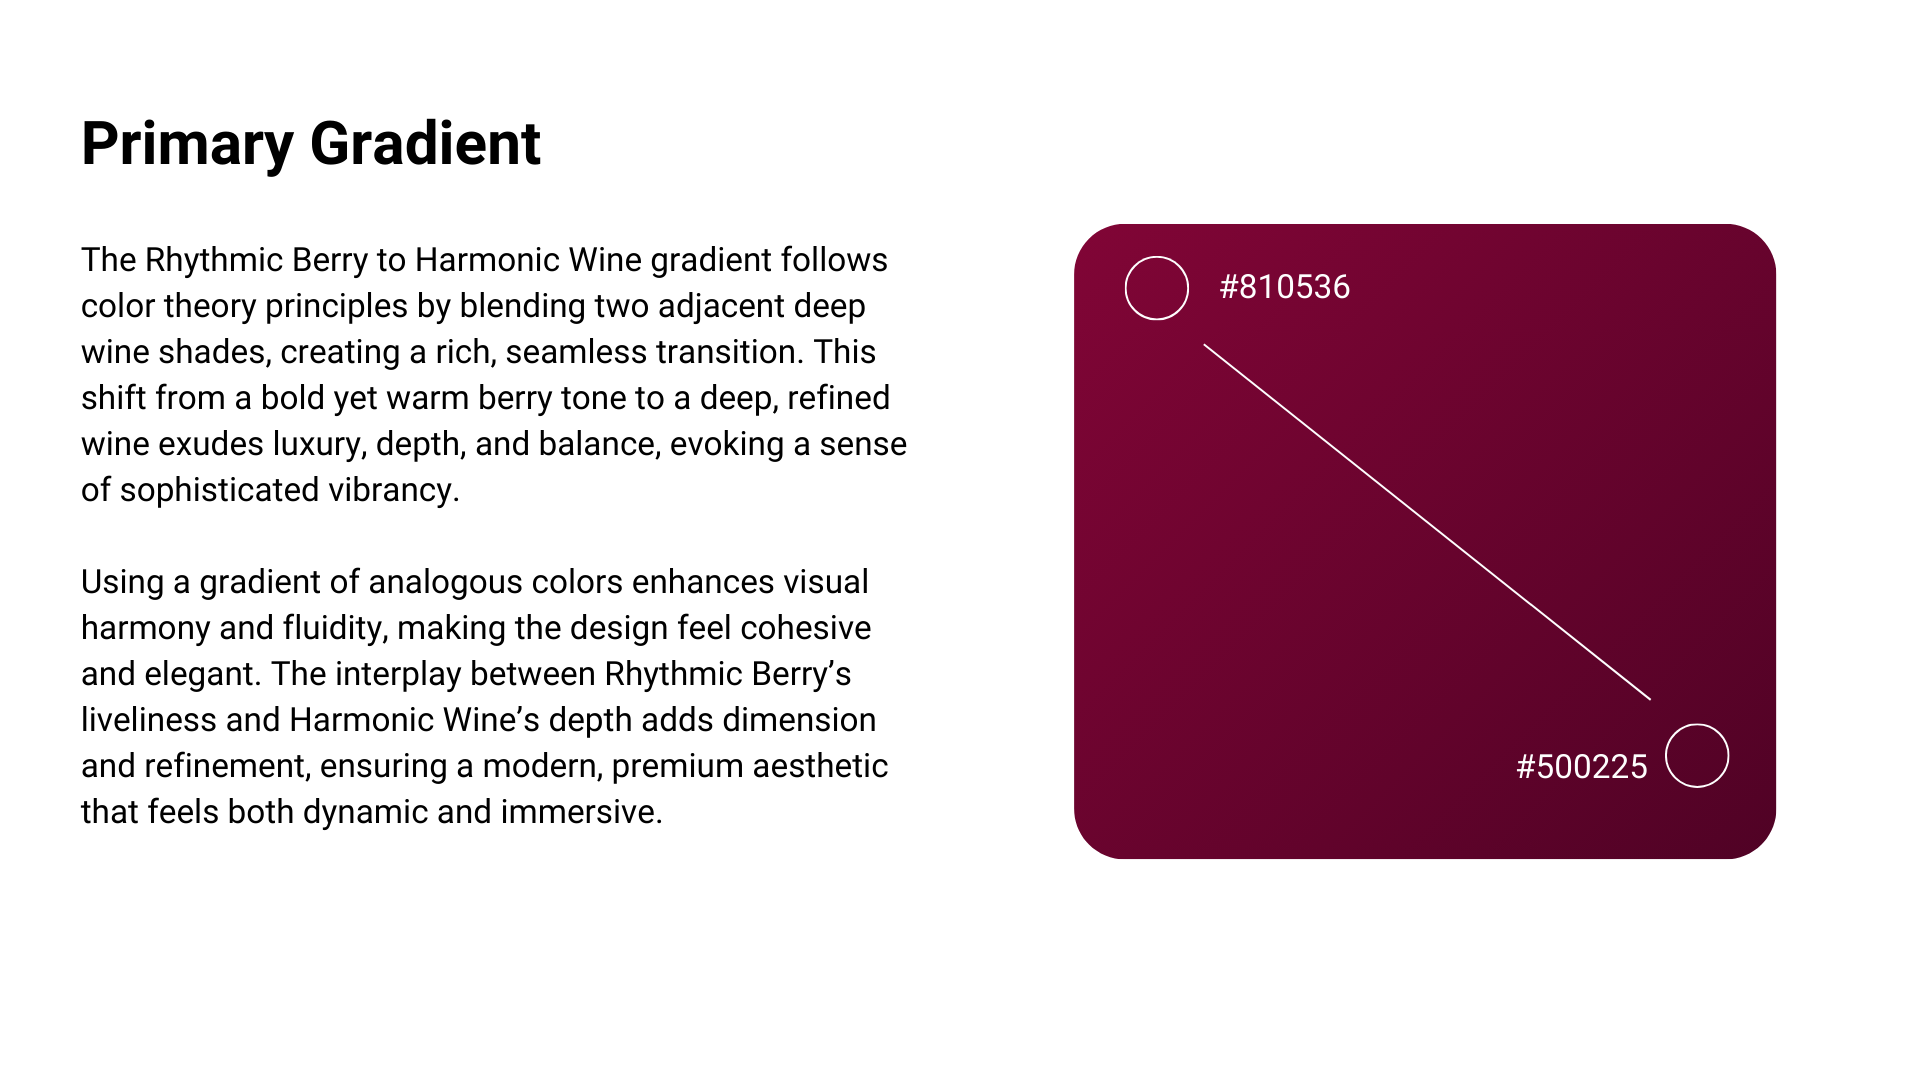 Primary Gradient
The Rhythmic Berry to Harmonic Wine gradient follows
color theory principles by blending two adjacent deep
wine shades, creating a rich, seamless transition. This
shift from a bold yet warm berry tone to a deep, refined
wine exudes luxury, depth, and balance, evoking a sense
of sophisticated vibrancy.
Using a gradient of analogous colors enhances visual
harmony and fluidity, making the design feel cohesive
and elegant. The interplay between Rhythmic Berry’s
liveliness and Harmonic Wine’s depth adds dimension
and refinement, ensuring a modern, premium aesthetic
that feels both dynamic and immersive.
#810536
#500225